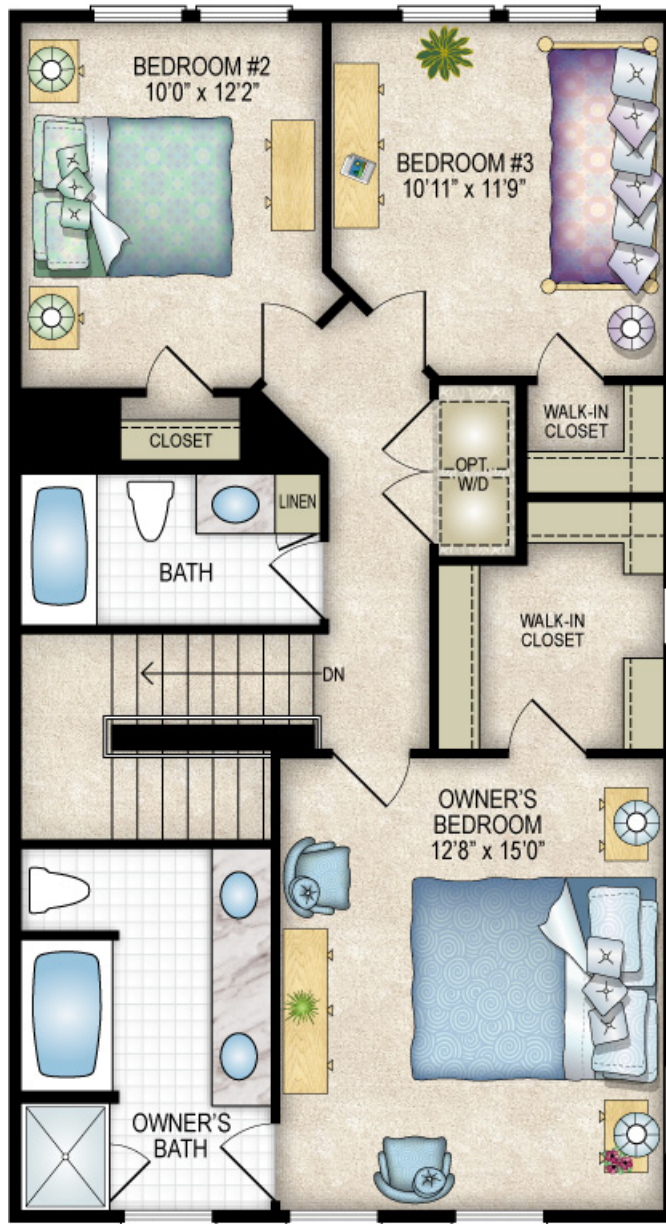 BEDROOM #2
10'0" x 12'2"
BEDROOM #3
10'11" x 11'9"
WALK-IN
CLOSET
CLOSET
OPT.
W/D
LINEN
BATH
WALK-IN
CLOSET
DN
OWNER'S
BEDROOM
12'8" x 15'0"
OWNER'S
BATH